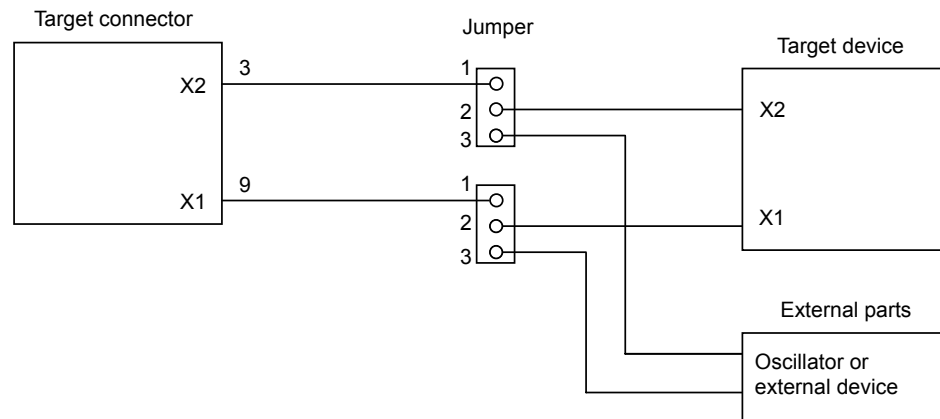 Target connector
Jumper
Target device
X2
3
1
2
3
X2
X1
9
1
2
3
X1
External parts
Oscillator or
external device